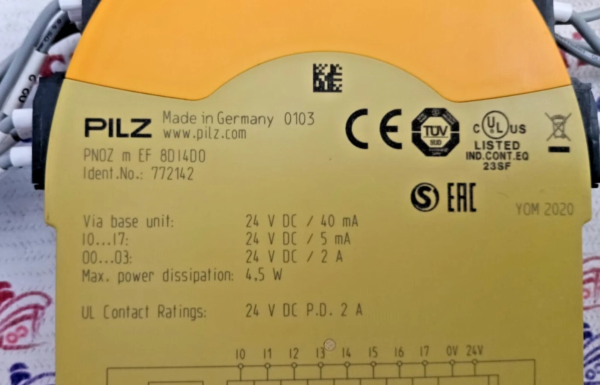 PILZ Made in Germany 0103
www.pilz.com
PNOZ m EF 8DI4DO
Ident.No.: 772142
CE
TÜV
SÜD
C UL US
LISTED
IND.CONT.EQ
23SF
S EAC
YOM 2020
Via base unit: 24 V DC / 40 mA
I0...I7: 24 V DC / 5 mA
O0...O3: 24 V DC / 2 A
Max. power dissipation: 4.5 W
UL Contact Ratings: 24 V DC P.D. 2 A
I0 I1 I2 I3 I4 I5 I6 I7 0V 24V